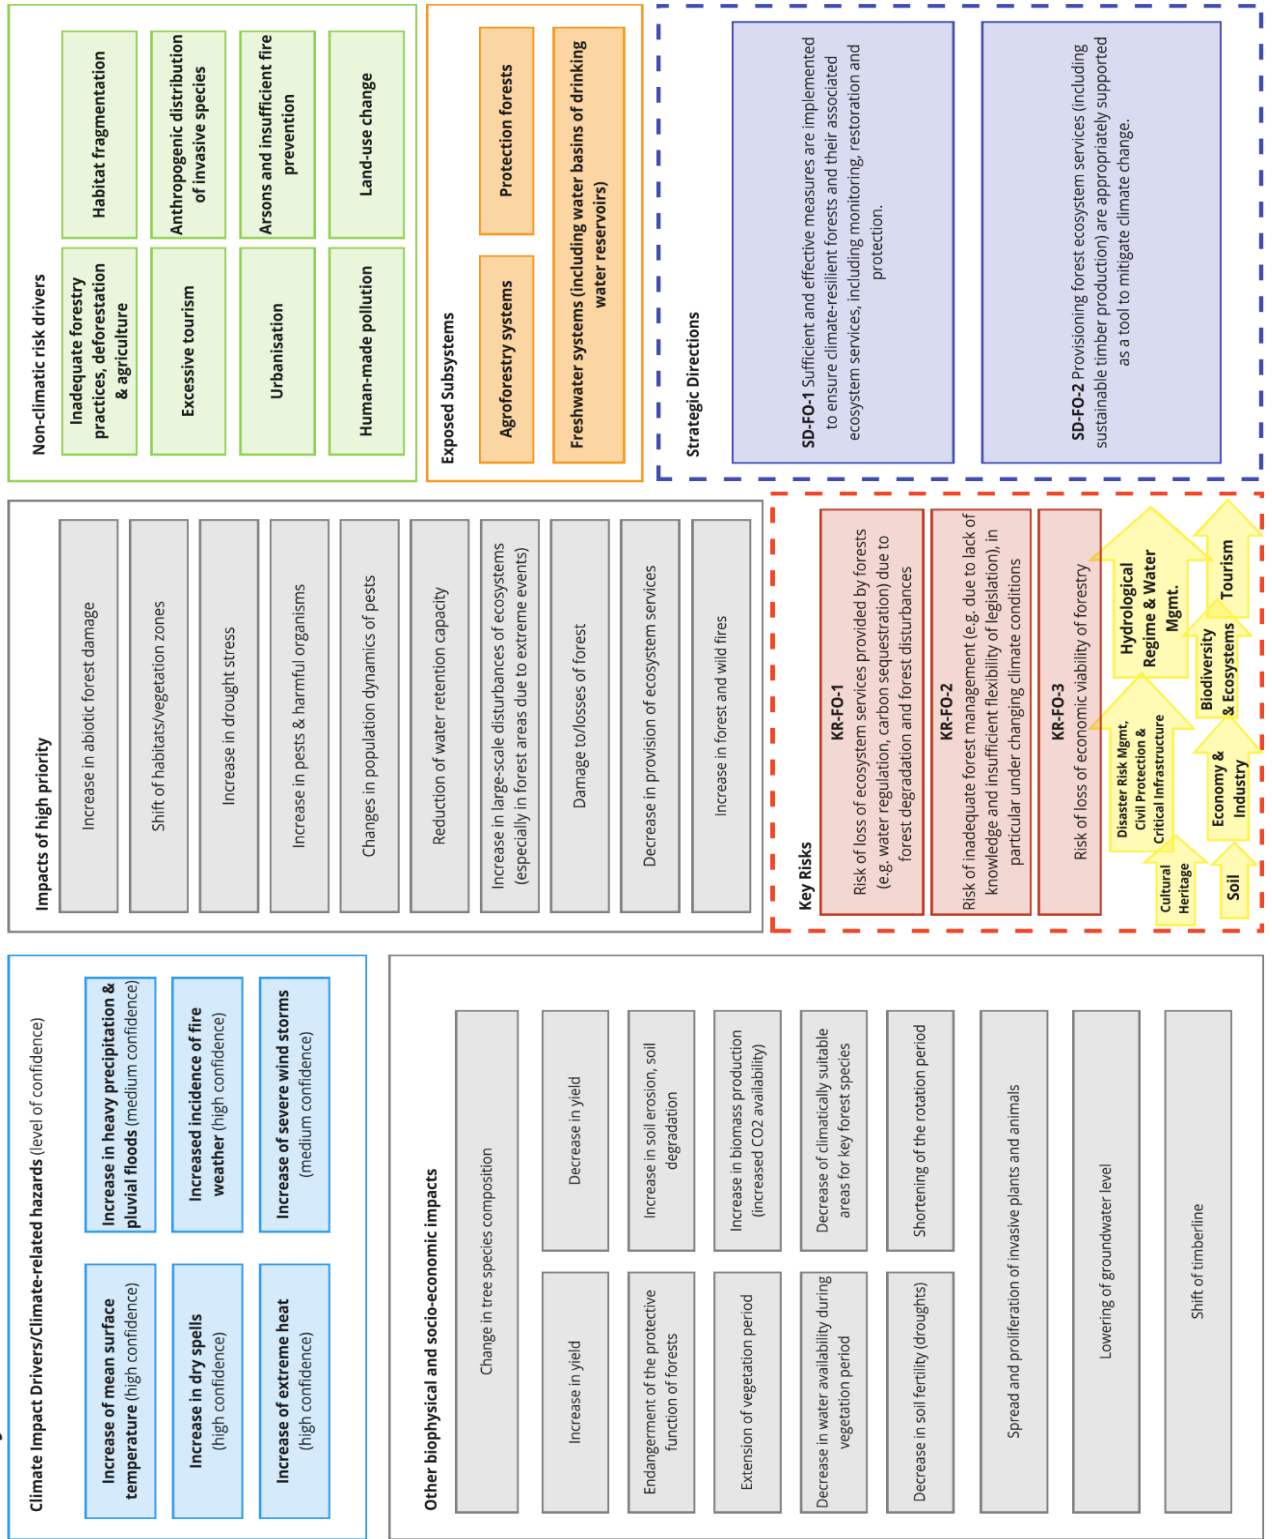 Climate Impact Drivers/Climate-related hazards (level of confidence)
Increase of mean surface
temperature (high confidence)
Increase in heavy precipitation &
pluvial floods (medium confidence)
Increase in dry spells
(high confidence)
Increased incidence of fire
weather (high confidence)
Increase of extreme heat
(high confidence)
Increase of severe wind storms
(medium confidence)
Other biophysical and socio-economic impacts
Change in tree species composition
Increase in yield
Decrease in yield
Endangerment of the protective
function of forests
Increase in soil erosion, soil
degradation
Extension of vegetation period
Increase in biomass production
(increased CO2 availability)
Decrease in water availability during
vegetation period
Decrease of climatically suitable
areas for key forest species
Decrease in soil fertility (droughts)
Shortening of the rotation period
Spread and proliferation of invasive plants and animals
Lowering of groundwater level
Shift of timberline
Impacts of high priority
Increase in abiotic forest damage
Shift of habitats/vegetation zones
Increase in drought stress
Increase in pests & harmful organisms
Changes in population dynamics of pests
Reduction of water retention capacity
Increase in large-scale disturbances of ecosystems
(especially in forest areas due to extreme events)
Damage to/losses of forest
Decrease in provision of ecosystem services
Increase in forest and wild fires
Key Risks
KR-FO-1
Risk of loss of ecosystem services provided by forests
(e.g. water regulation, carbon sequestration) due to
forest degradation and forest disturbances
KR-FO-2
Risk of inadequate forest management (e.g. due to lack of
knowledge and insufficient flexibility of legislation), in
particular under changing climate conditions
KR-FO-3
Risk of loss of economic viability of forestry
Cultural
Heritage
Disaster Risk Mgmt,
Civil Protection &
Critical Infrastructure
Hydrological
Regime & Water
Mgmt.
Soil
Economy &
Industry
Biodiversity
& Ecosystems
Tourism
Non-climatic risk drivers
Inadequate forestry
practices, deforestation
& agriculture
Habitat fragmentation
Excessive tourism
Anthropogenic distribution
of invasive species
Urbanisation
Arsons and insufficient fire
prevention
Human-made pollution
Land-use change
Exposed Subsystems
Agroforestry systems
Protection forests
Freshwater systems (including water basins of drinking
water reservoirs)
Strategic Directions
SD-FO-1 Sufficient and effective measures are implemented
to ensure climate-resilient forests and their associated
ecosystem services, including monitoring, restoration and
protection.
SD-FO-2 Provisioning forest ecosystem services (including
sustainable timber production) are appropriately supported
as a tool to mitigate climate change.